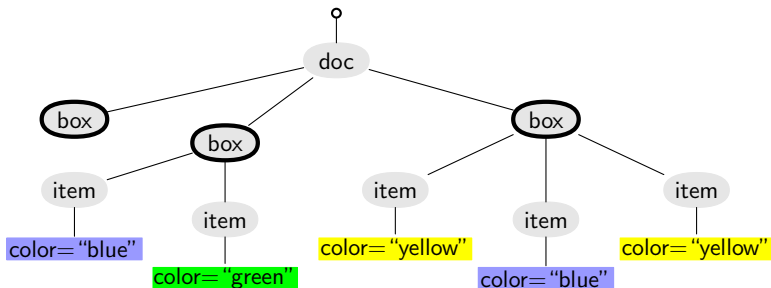 doc
box
box
box
item
item
item
item
item
color=“blue”
color=“green”
color=“yellow”
color=“blue”
color=“yellow”